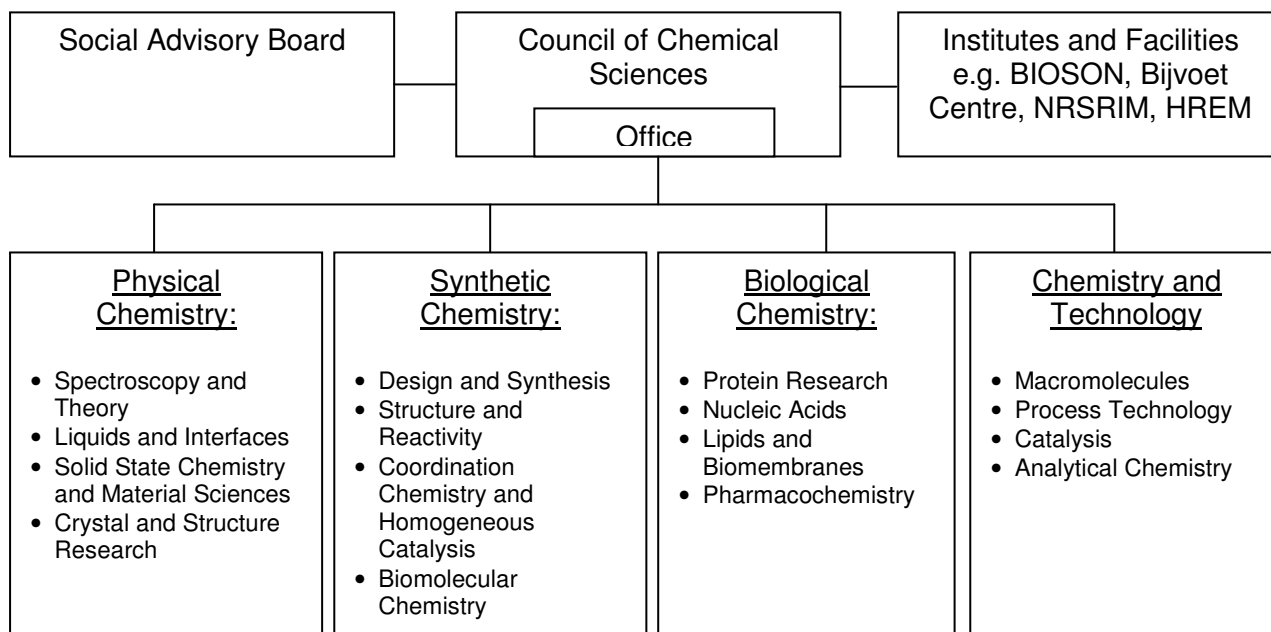 Social Advisory Board
Council of Chemical
Sciences
Office
Institutes and Facilities
e.g. BIOSON, Bijvoet
Centre, NRSRIM, HREM
Physical
Chemistry:
• Spectroscopy and
Theory
• Liquids and Interfaces
• Solid State Chemistry
and Material Sciences
• Crystal and Structure
Research
Synthetic
Chemistry:
• Design and Synthesis
• Structure and
Reactivity
• Coordination
Chemistry and
Homogeneous
Catalysis
• Biomolecular
Chemistry
Biological
Chemistry:
• Protein Research
• Nucleic Acids
• Lipids and
Biomembranes
• Pharmacochemistry
Chemistry and
Technology
• Macromolecules
• Process Technology
• Catalysis
• Analytical Chemistry